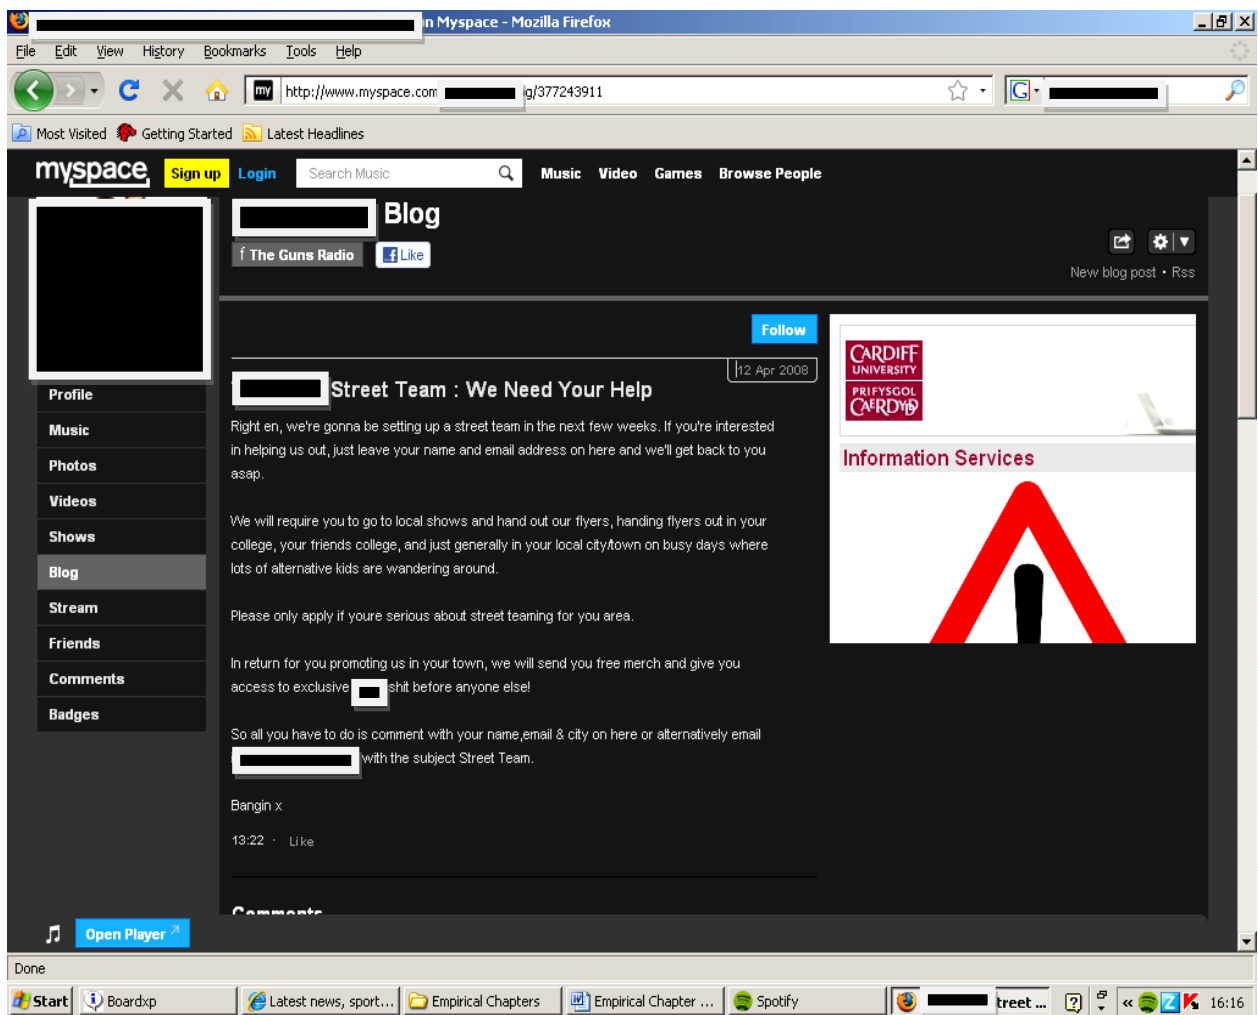 n Myspace - Mozilla Firefox
File Edit View History Bookmarks Tools Help
my http://www.myspace.com g/377243911 G
Most Visited Getting Started Latest Headlines
myspace Sign up Login Search Music Music Video Games Browse People
Blog
f The Guns Radio f Like
New blog post • Rss
Follow
12 Apr 2008
Street Team : We Need Your Help
Right en, we're gonna be setting up a street team in the next few weeks. If you're interested
in helping us out, just leave your name and email address on here and we'll get back to you
asap.
We will require you to go to local shows and hand out our flyers, handing flyers out in your
college, your friends college, and just generally in your local city/town on busy days where
lots of alternative kids are wandering around.
Please only apply if youre serious about street teaming for you area.
In return for you promoting us in your town, we will send you free merch and give you
access to exclusive shit before anyone else!
So all you have to do is comment with your name,email & city on here or alternatively email
with the subject Street Team.
Bangin x
13:22 · Like
Comments
Profile
Music
Photos
Videos
Shows
Blog
Stream
Friends
Comments
Badges
CARDIFF
UNIVERSITY
PRIFYSGOL
CAERDYD
Information Services
Open Player
Done
Start Boardxp Latest news, sport... Empirical Chapters Empirical Chapter ... Spotify treet ... ? « Z K 16:16